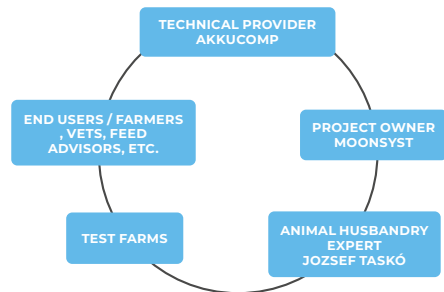 TECHNICAL PROVIDER
AKKUCOMP
END USERS / FARMERS
, VETS, FEED
ADVISORS, ETC.
PROJECT OWNER
MOONSYST
TEST FARMS
ANIMAL HUSBANDRY
EXPERT
JOZSEF TASKÓ